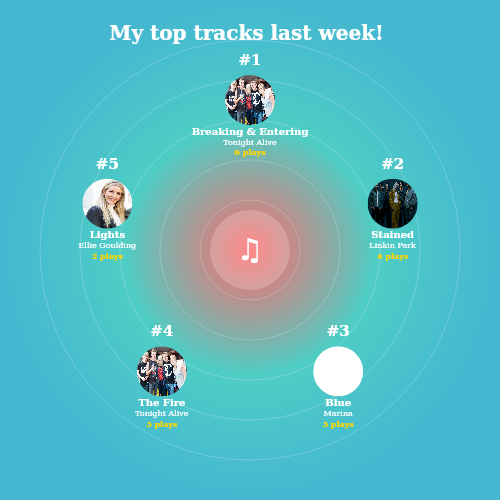 My top tracks last week!
#1
Breaking & Entering
Tonight Alive
6 plays
#2
Stained
Linkin Park
4 plays
#3
Blue
Marina
3 plays
#4
The Fire
Tonight Alive
3 plays
#5
Lights
Ellie Goulding
2 plays